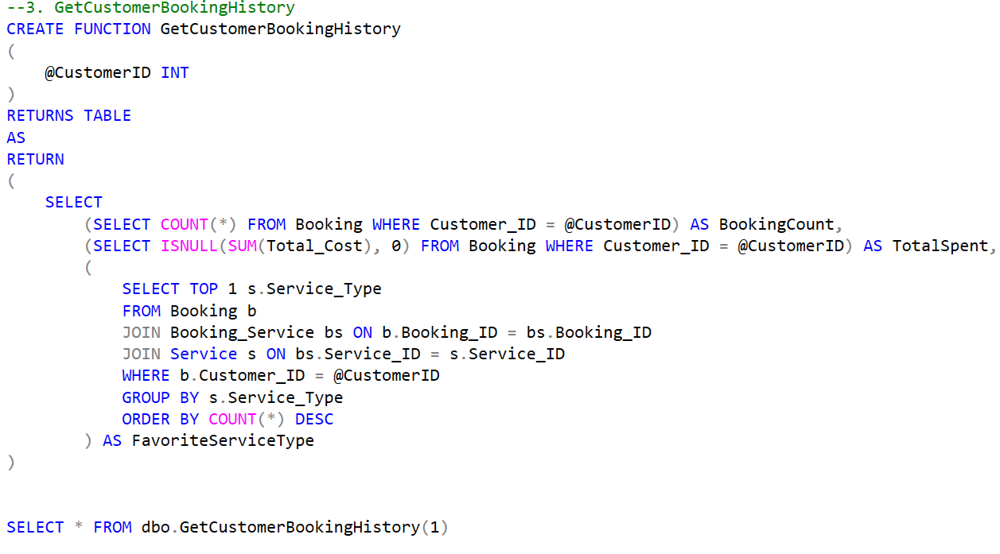 --3. GetCustomerBookingHistory
CREATE FUNCTION GetCustomerBookingHistory
(
    @CustomerID INT
)
RETURNS TABLE
AS
RETURN
(
    SELECT
        (SELECT COUNT(*) FROM Booking WHERE Customer_ID = @CustomerID) AS BookingCount,
        (SELECT ISNULL(SUM(Total_Cost), 0) FROM Booking WHERE Customer_ID = @CustomerID) AS TotalSpent,
        (
            SELECT TOP 1 s.Service_Type
            FROM Booking b
            JOIN Booking_Service bs ON b.Booking_ID = bs.Booking_ID
            JOIN Service s ON bs.Service_ID = s.Service_ID
            WHERE b.Customer_ID = @CustomerID
            GROUP BY s.Service_Type
            ORDER BY COUNT(*) DESC
        ) AS FavoriteServiceType
)
SELECT * FROM dbo.GetCustomerBookingHistory(1)